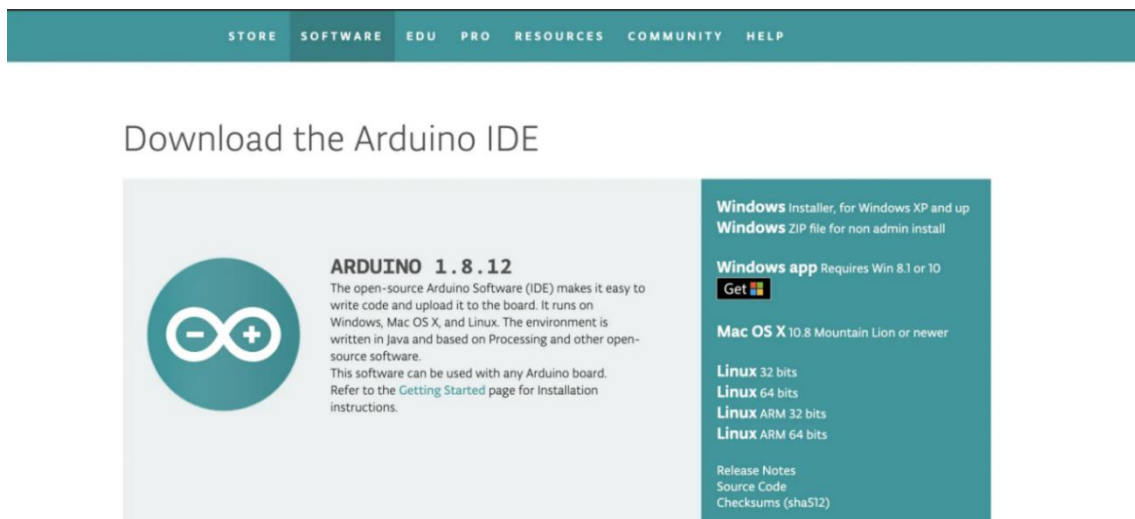 STORE SOFTWARE EDU PRO RESOURCES COMMUNITY HELP
Download the Arduino IDE
ARDUINO 1.8.12
The open-source Arduino Software (IDE) makes it easy to
write code and upload it to the board. It runs on
Windows, Mac OS X, and Linux. The environment is
written in Java and based on Processing and other open-
source software.
This software can be used with any Arduino board.
Refer to the Getting Started page for Installation
instructions.
Windows Installer, for Windows XP and up
Windows ZIP file for non admin install
Windows app Requires Win 8.1 or 10
Get
Mac OS X 10.8 Mountain Lion or newer
Linux 32 bits
Linux 64 bits
Linux ARM 32 bits
Linux ARM 64 bits
Release Notes
Source Code
Checksums (sha512)